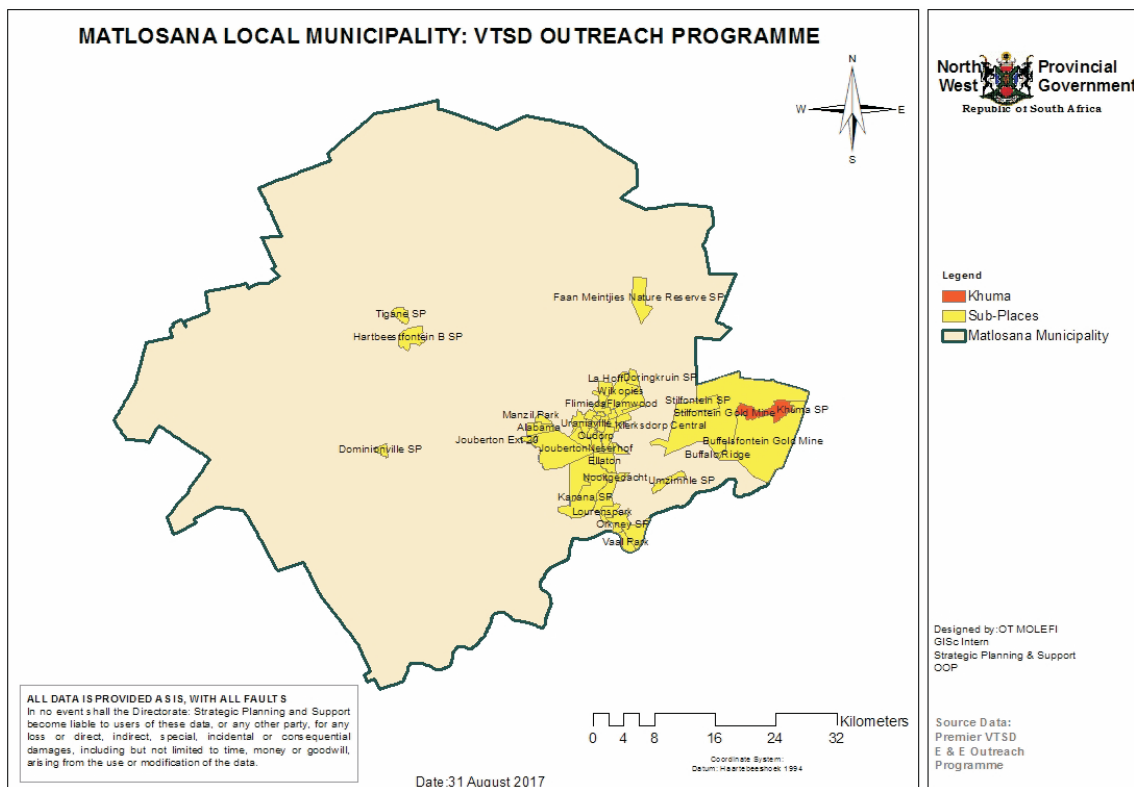 MATLOSANA LOCAL MUNICIPALITY: VTSD OUTREACH PROGRAMME
N
W E
S
North West Provincial Government
Republic of South Africa
Legend
Khuma
Sub-Places
Matlosana Municipality
Faan Meintjies Nature Reserve SP
Tigane SP
Hartbeestfontein B SP
La Hoff Doringkruin SP
Wilkopies
Flimieda Flamwood
Stilfontein SP
Stilfontein Gold Mine Khuma SP
Manzil Park
Alabama
Uraniaville Klerksdorp Central
Jouberton Ext 20
Oudorp
Buffelsfontein Gold Mine
Dominionville SP
Jouberton Neserhof
Buffalo Ridge
Ellaton
Nooitgedacht
Umzimhle SP
Kanana SP
Lourenspark
Orkney SP
Vaal Park
Designed by:OT MOLEFI
GISc Intern
Strategic Planning & Support
OOP
ALL DATA IS PROVIDED AS IS, WITH ALL FAULTS
In no event shall the Directorate: Strategic Planning and Support
become liable to users of these data, or any other party, for any
loss or direct, indirect, special, incidental or consequential
damages, including but not limited to time, money or goodwill,
arising from the use or modification of the data.
Kilometers
0 4 8 16 24 32
Coordinate System:
Datum: Haartebeeshoek 1994
Source Data:
Premier VTSD
E & E Outreach
Programme
Date:31 August 2017